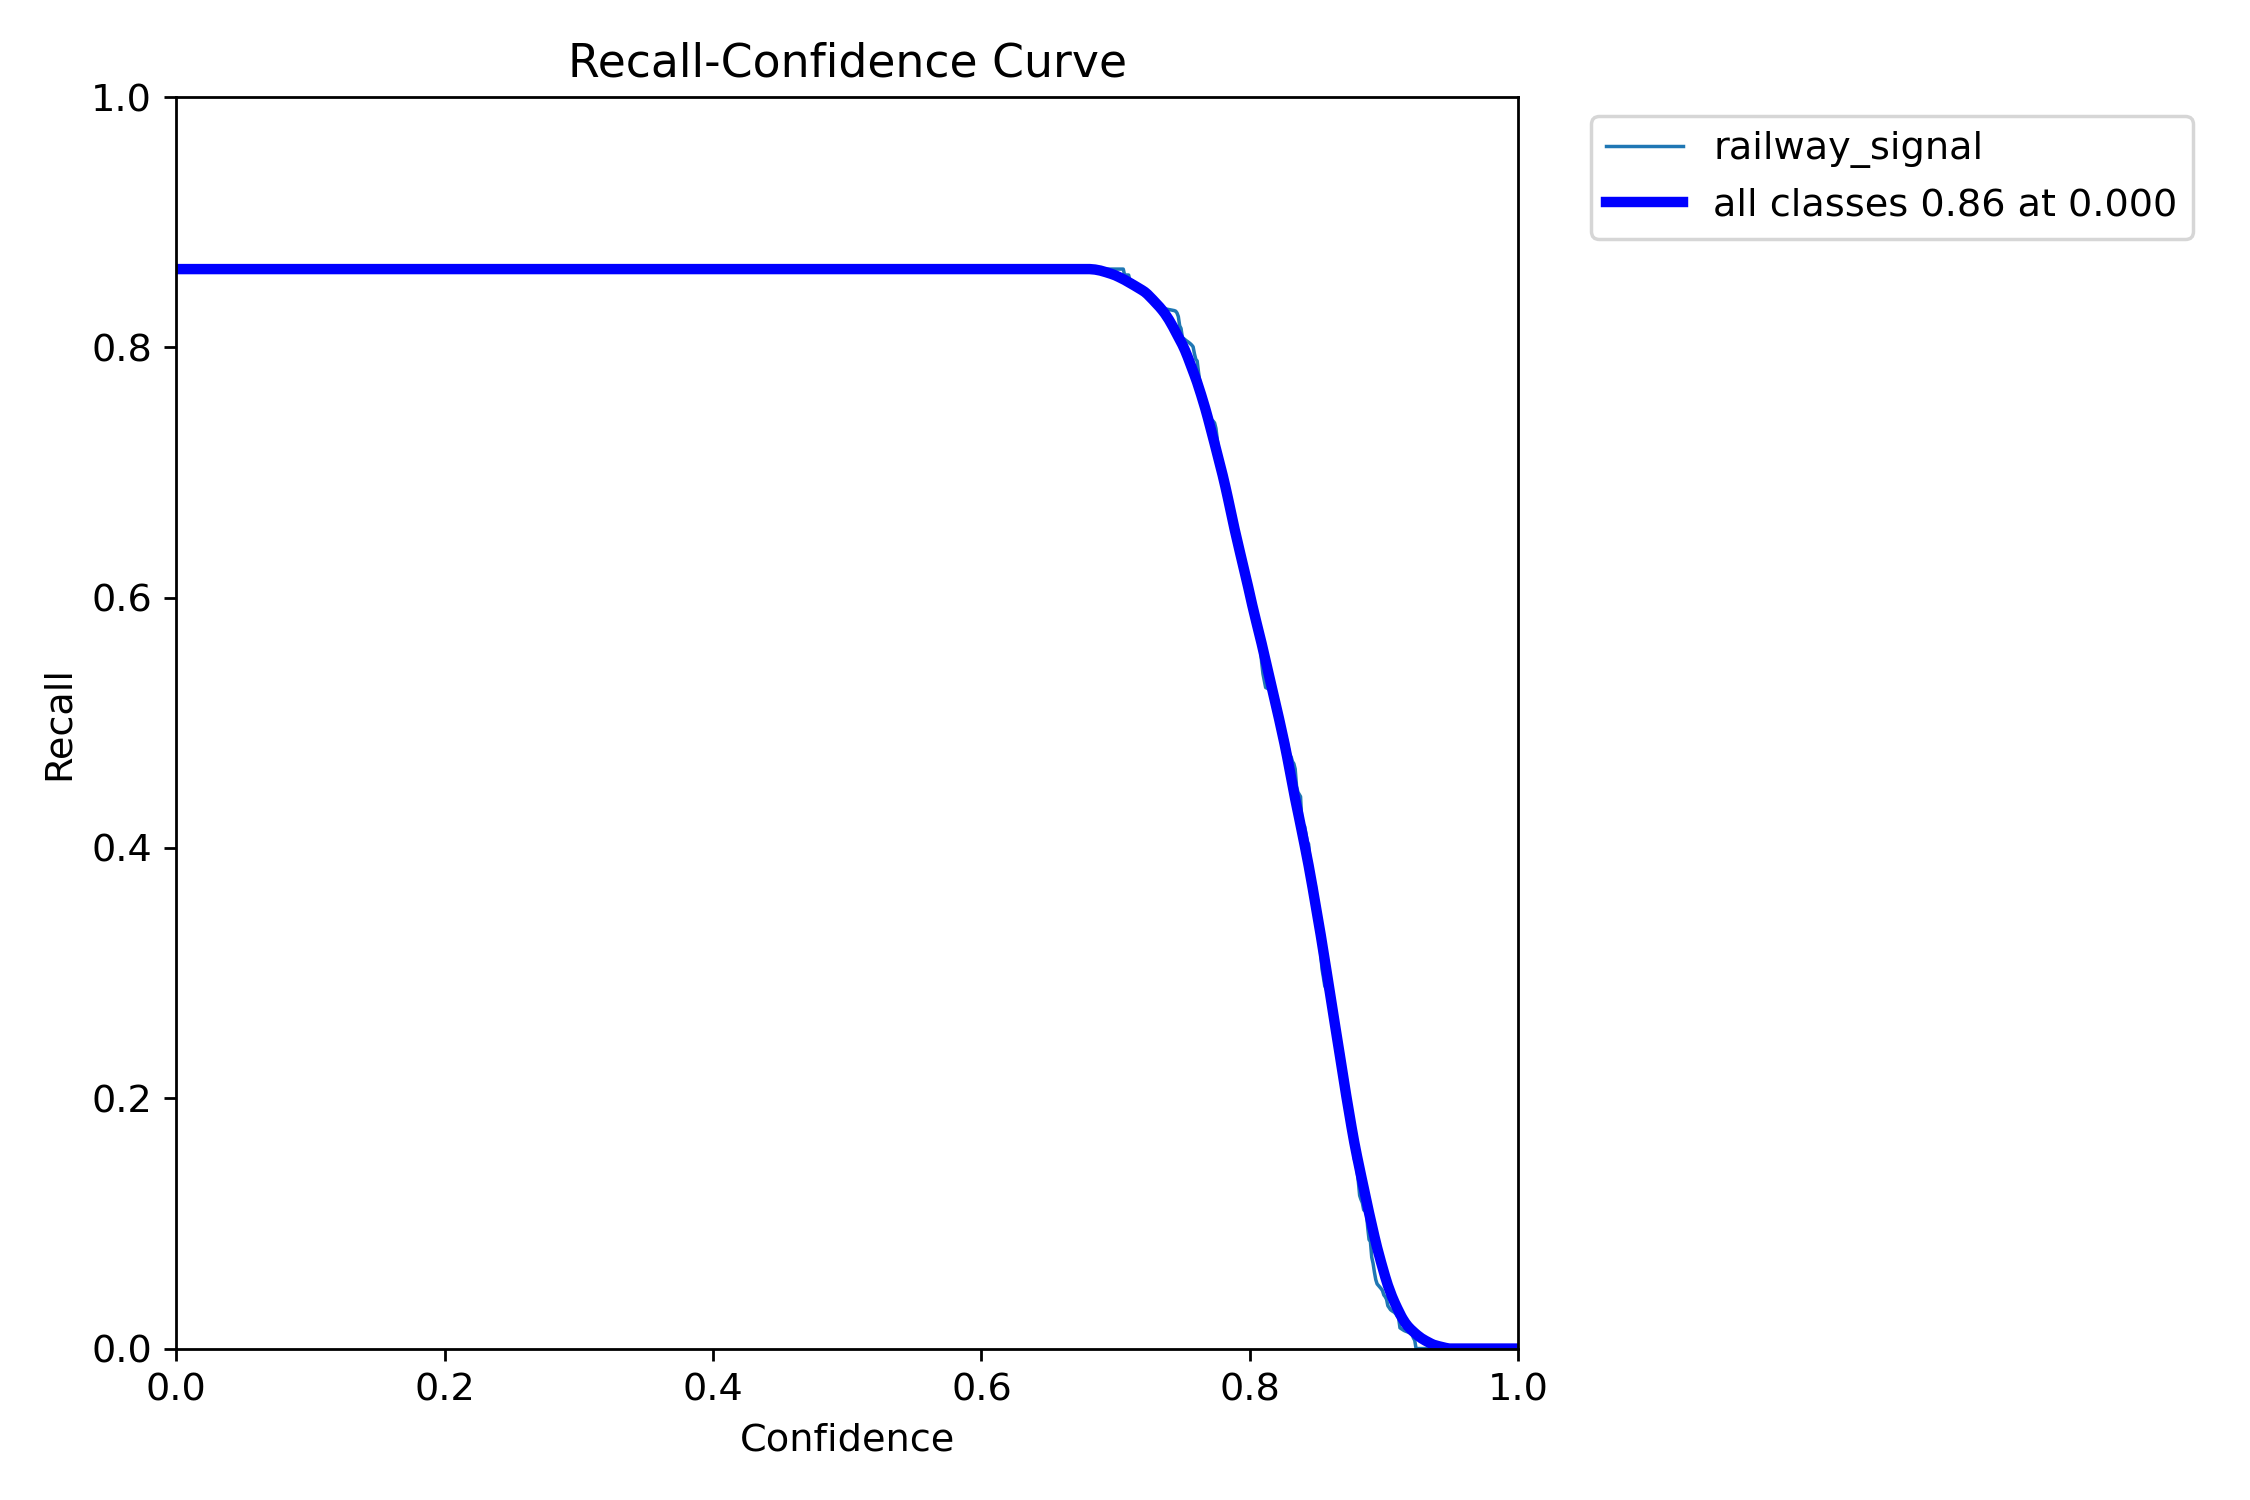 Recall-Confidence Curve
railway_signal
all classes 0.86 at 0.000
Recall
1.0
0.8
0.6
0.4
0.2
0.0
0.0 0.2 0.4 0.6 0.8 1.0
Confidence